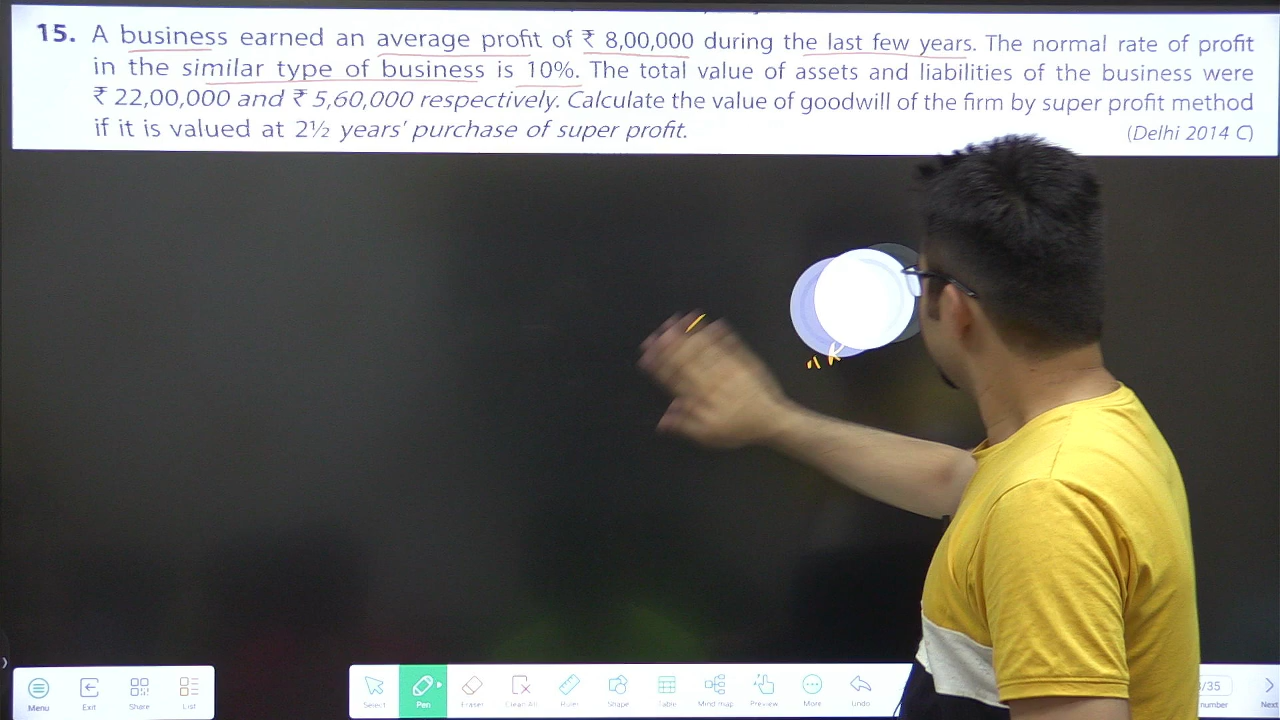 15. A business earned an average profit of ₹ 8,00,000 during the last few years. The normal rate of profit
in the similar type of business is 10%. The total value of assets and liabilities of the business were
₹ 22,00,000 and ₹ 5,60,000 respectively. Calculate the value of goodwill of the firm by super profit method
if it is valued at 2½ years' purchase of super profit. (Delhi 2014 C)
Menu Exit Share List Select Pen Eraser Clean All Ruler Shape Table Mind map Preview More Undo /35 number Next